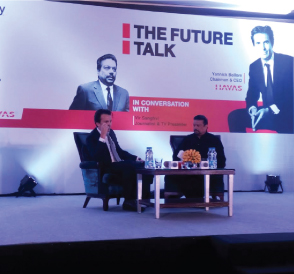 THE FUTURE
TALK
Yannick Bolloré
Chairman & CEO
HAVAS
IN CONVERSATION
WITH
HAVAS